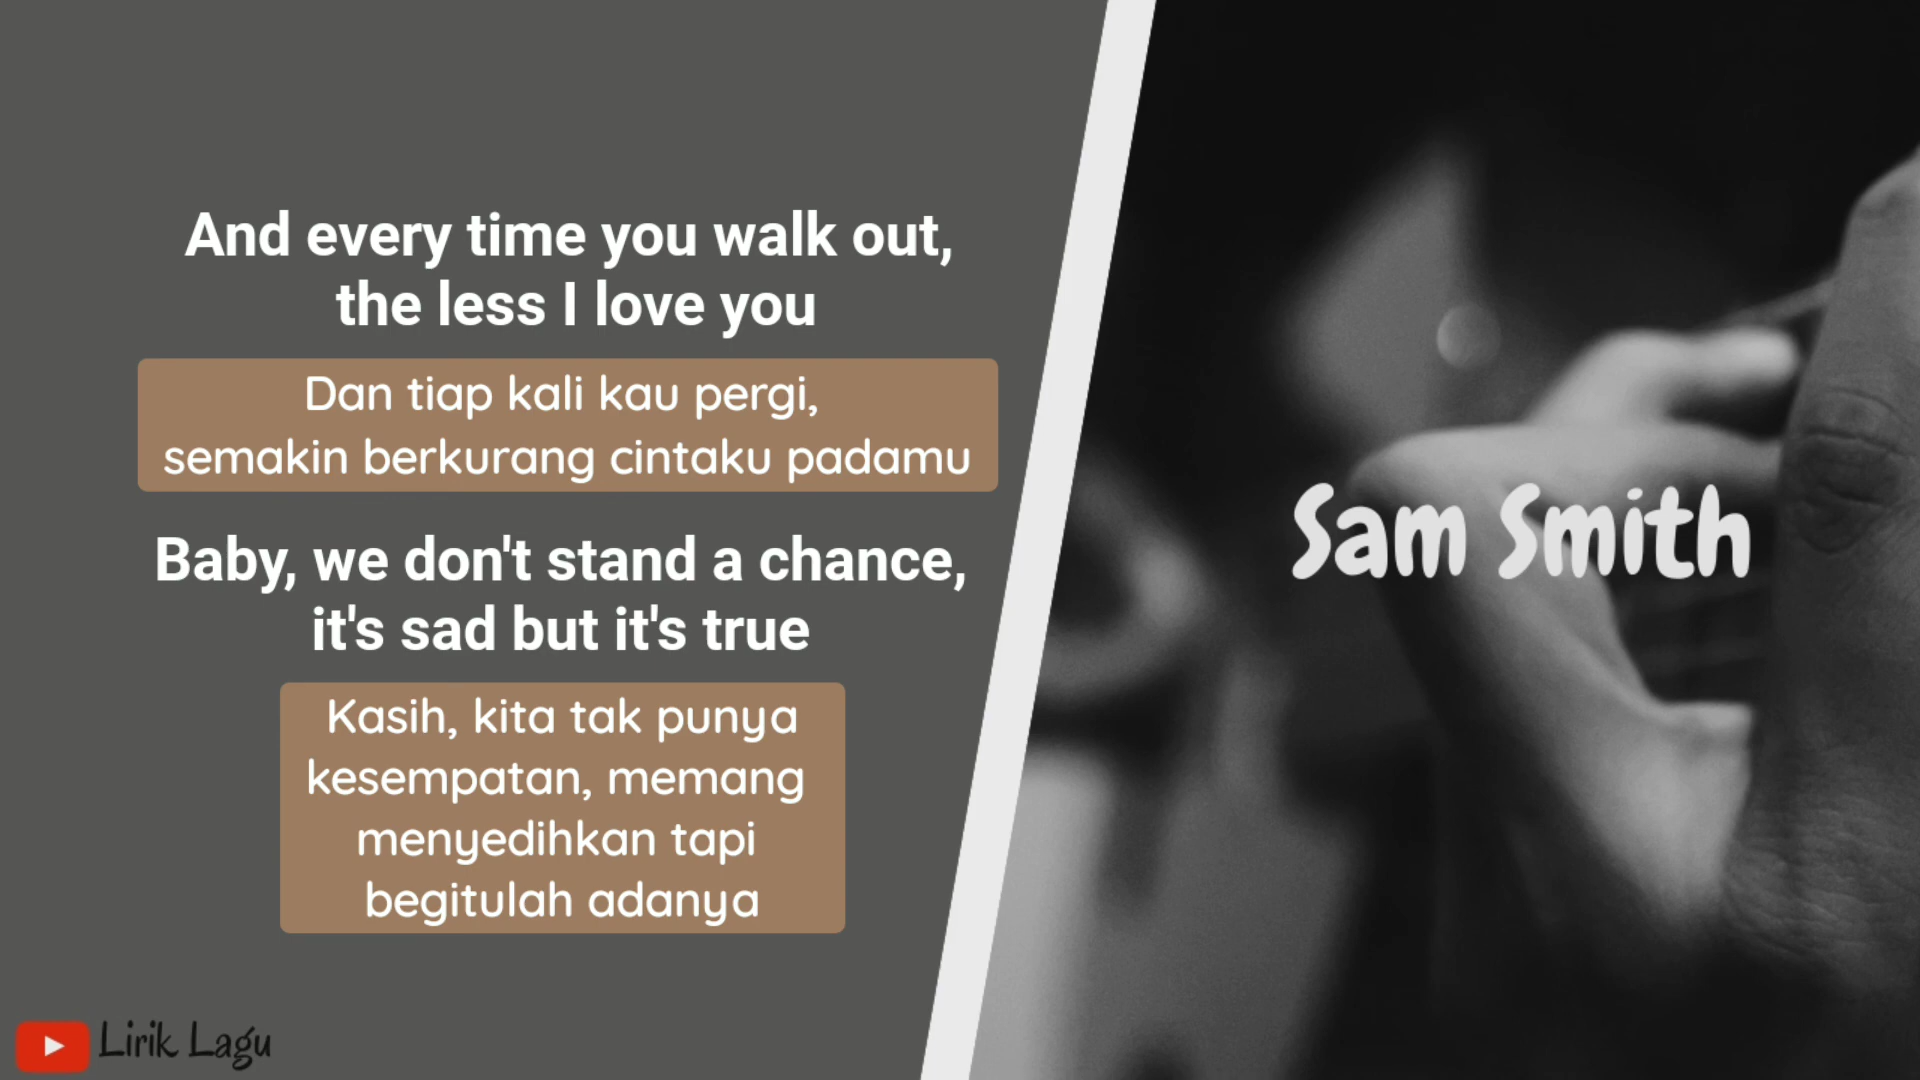 And every time you walk out,
the less I love you
Dan tiap kali kau pergi,
semakin berkurang cintaku padamu
Baby, we don't stand a chance,
it's sad but it's true
Kasih, kita tak punya
kesempatan, memang
menyedihkan tapi
begitulah adanya
Sam Smith
Lirik Lagu